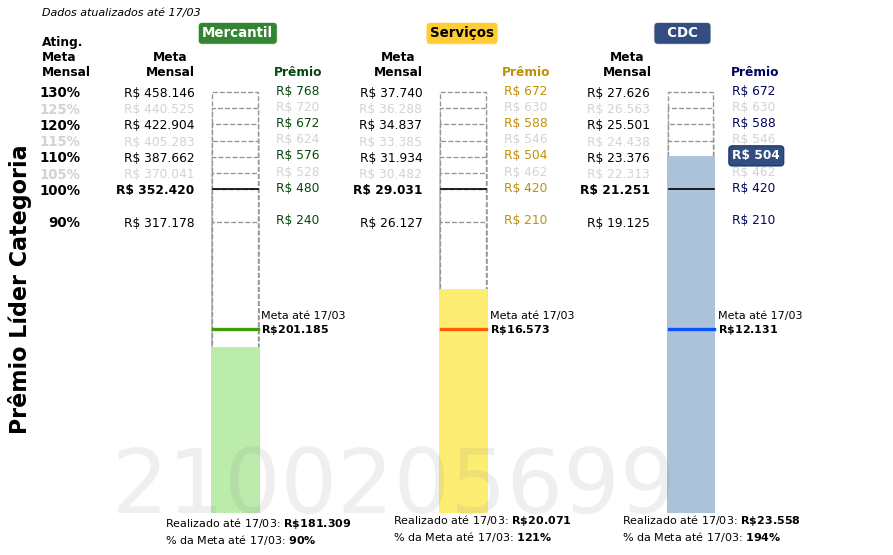 Dados atualizados até 17/03
Mercantil Serviços CDC
Ating.
Meta Meta Meta Meta
Mensal Mensal Prêmio Mensal Prêmio Mensal Prêmio
130% R$ 458.146 R$ 768 R$ 37.740 R$ 672 R$ 27.626 R$ 672
125% R$ 440.525 R$ 720 R$ 36.288 R$ 630 R$ 26.563 R$ 630
120% R$ 422.904 R$ 672 R$ 34.837 R$ 588 R$ 25.501 R$ 588
115% R$ 405.283 R$ 624 R$ 33.385 R$ 546 R$ 24.438 R$ 546
110% R$ 387.662 R$ 576 R$ 31.934 R$ 504 R$ 23.376 R$ 504
105% R$ 370.041 R$ 528 R$ 30.482 R$ 462 R$ 22.313 R$ 462
100% R$ 352.420 R$ 480 R$ 29.031 R$ 420 R$ 21.251 R$ 420
90% R$ 317.178 R$ 240 R$ 26.127 R$ 210 R$ 19.125 R$ 210
Prêmio Líder Categoria
Meta até 17/03 Meta até 17/03 Meta até 17/03
R$201.185 R$16.573 R$12.131
2100205699
Realizado até 17/03: R$181.309 Realizado até 17/03: R$20.071 Realizado até 17/03: R$23.558
% da Meta até 17/03: 90% % da Meta até 17/03: 121% % da Meta até 17/03: 194%